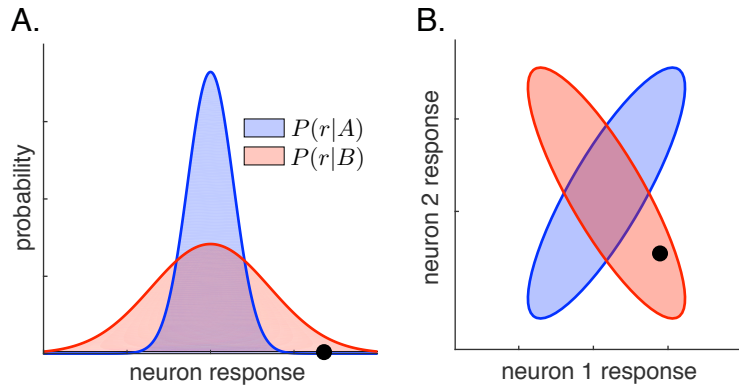 A.
probability
P(r|A)
P(r|B)
neuron response
B.
neuron 2 response
neuron 1 response